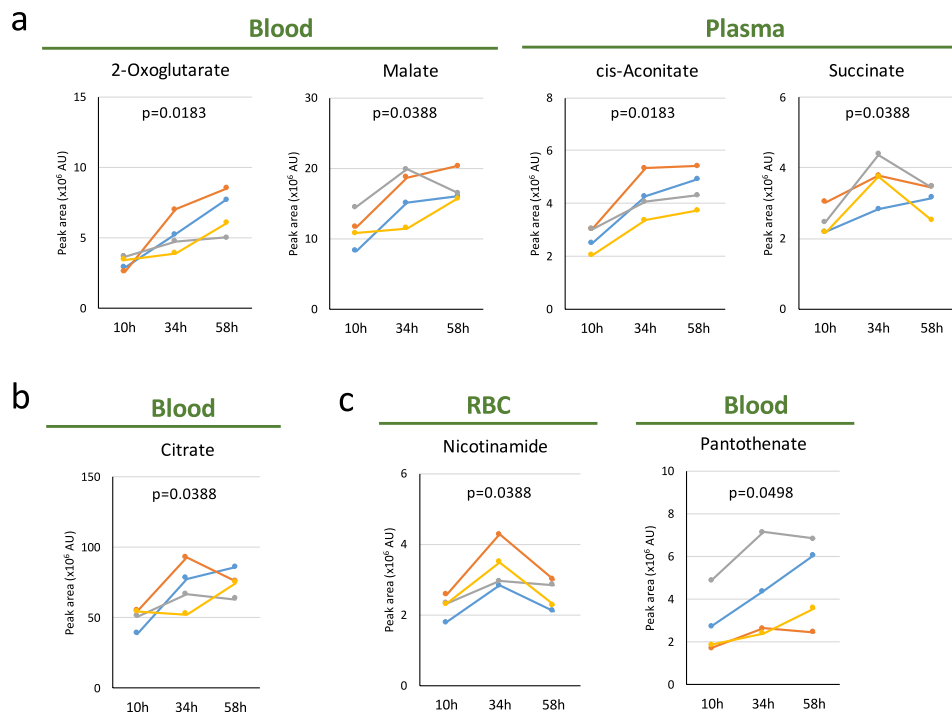 a
Blood
Plasma
2-Oxoglutarate
Malate
cis-Aconitate
Succinate
Peak area (x10⁶ AU)
15
10
5
0
p=0.0183
10h 34h 58h
Peak area (x10⁶ AU)
30
20
10
0
p=0.0388
10h 34h 58h
Peak area (x10⁶ AU)
8
6
4
2
0
p=0.0183
10h 34h 58h
Peak area (x10⁶ AU)
6
4
2
0
p=0.0388
10h 34h 58h
b
Blood
Citrate
Peak area (x10⁶ AU)
150
100
50
0
p=0.0388
10h 34h 58h
c
RBC
Blood
Nicotinamide
Pantothenate
Peak area (x10⁶ AU)
6
4
2
0
p=0.0388
10h 34h 58h
Peak area (x10⁶ AU)
10
8
6
4
2
0
p=0.0498
10h 34h 58h